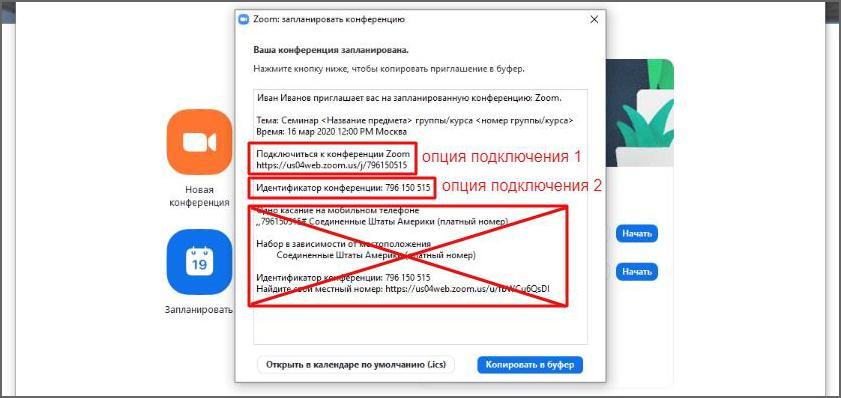 Zoom: запланировать конференцию
Ваша конференция запланирована.
Нажмите кнопку ниже, чтобы копировать приглашение в буфер.
Иван Иванов приглашает вас на запланированную конференцию: Zoom.
Тема: Семинар <Название предмета> группы/курса <номер группы/курса>
Время: 16 мар 2020 12:00 PM Москва
Подключиться к конференции Zoom
https://us04web.zoom.us/j/796150515
опция подключения 1
Идентификатор конференции: 796 150 515
опция подключения 2
Одно касание на мобильном телефоне
,,796150515# Соединенные Штаты Америки (платный номер)
Набор в зависимости от местоположения
Соединенные Штаты Америки (платный номер)
Идентификатор конференции: 796 150 515
Найдите свой местный номер: https://us04web.zoom.us/u/fbWCu6QsDl
Открыть в календаре по умолчанию (.ics)
Копировать в буфер
Новая
конференция
19
Запланировать
Начать
Начать